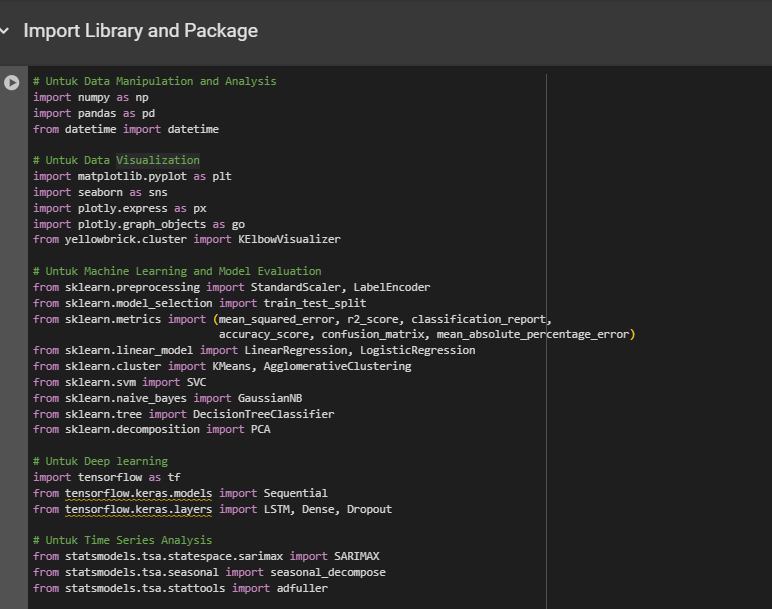 Import Library and Package
# Untuk Data Manipulation and Analysis
import numpy as np
import pandas as pd
from datetime import datetime
# Untuk Data Visualization
import matplotlib.pyplot as plt
import seaborn as sns
import plotly.express as px
import plotly.graph_objects as go
from yellowbrick.cluster import KElbowVisualizer
# Untuk Machine Learning and Model Evaluation
from sklearn.preprocessing import StandardScaler, LabelEncoder
from sklearn.model_selection import train_test_split
from sklearn.metrics import (mean_squared_error, r2_score, classification_report,
accuracy_score, confusion_matrix, mean_absolute_percentage_error)
from sklearn.linear_model import LinearRegression, LogisticRegression
from sklearn.cluster import KMeans, AgglomerativeClustering
from sklearn.svm import SVC
from sklearn.naive_bayes import GaussianNB
from sklearn.tree import DecisionTreeClassifier
from sklearn.decomposition import PCA
# Untuk Deep learning
import tensorflow as tf
from tensorflow.keras.models import Sequential
from tensorflow.keras.layers import LSTM, Dense, Dropout
# Untuk Time Series Analysis
from statsmodels.tsa.statespace.sarimax import SARIMAX
from statsmodels.tsa.seasonal import seasonal_decompose
from statsmodels.tsa.stattools import adfuller